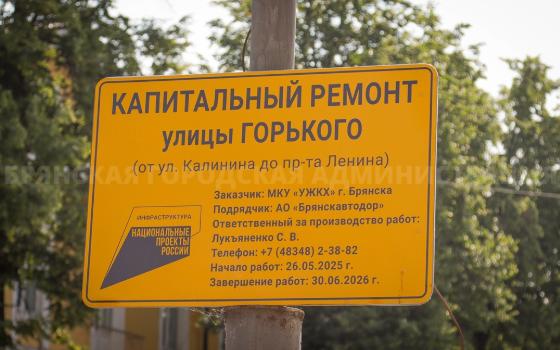 КАПИТАЛЬНЫЙ РЕМОНТ
УЛИЦЫ ГОРЬКОГО
(от ул. Калинина до пр-та Ленина)
БРЯНСКАЯ ГОРОДСКАЯ АДМИНИС
Заказчик: МКУ «УЖКХ» г. Брянска
Подрядчик: АО «Брянскавтодор»
Ответственный за производство работ:
Лукъяненко С. В.
Телефон: +7 (48348) 2-38-82
Начало работ: 26.05.2025 г.
Завершение работ: 30.06.2026 г.
ИНФРАСТРУКТУРА
НАЦИОНАЛЬНЫЕ
ПРОЕКТЫ
РОССИИ